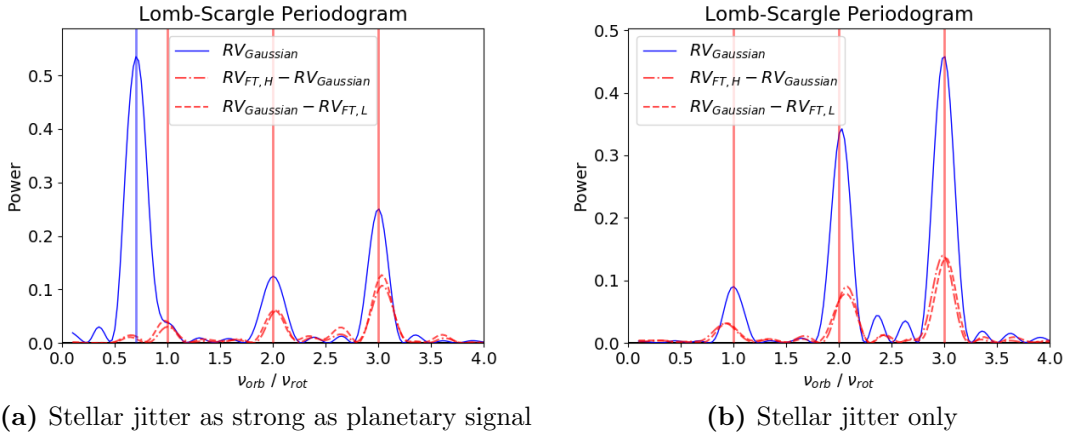 Lomb-Scargle Periodogram
RV_Gaussian
RV_FT,H − RV_Gaussian
RV_Gaussian − RV_FT,L
Power
0.5
0.4
0.3
0.2
0.1
0.0
0.0 0.5 1.0 1.5 2.0 2.5 3.0 3.5 4.0
ν_orb / ν_rot
(a) Stellar jitter as strong as planetary signal
Lomb-Scargle Periodogram
RV_Gaussian
RV_FT,H − RV_Gaussian
RV_Gaussian − RV_FT,L
Power
0.5
0.4
0.3
0.2
0.1
0.0
0.0 0.5 1.0 1.5 2.0 2.5 3.0 3.5 4.0
ν_orb / ν_rot
(b) Stellar jitter only